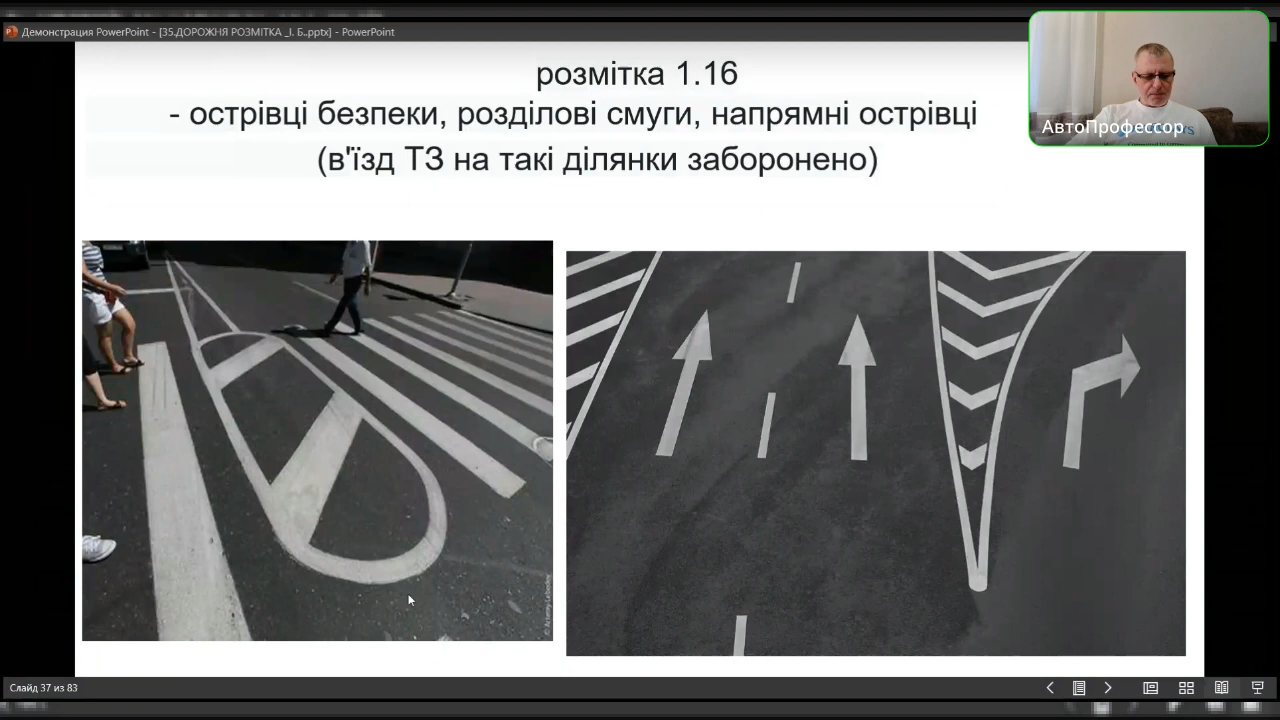 Демонстрация PowerPoint - [35.ДОРОЖНЯ РОЗМІТКА _І. Б..pptx] - PowerPoint
розмітка 1.16
- острівці безпеки, розділові смуги, напрямні острівці
(в'їзд ТЗ на такі ділянки заборонено)
АвтоПрофессор
Слайд 37 из 83